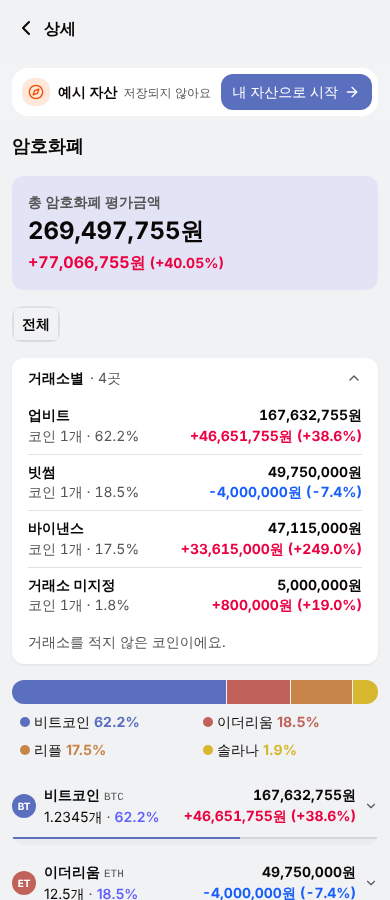 상세
예시 자산 저장되지 않아요 내 자산으로 시작 →
암호화폐
총 암호화폐 평가금액
269,497,755원
+77,066,755원 (+40.05%)
전체
거래소별 · 4곳
업비트 167,632,755원
코인 1개 · 62.2% +46,651,755원 (+38.6%)
빗썸 49,750,000원
코인 1개 · 18.5% -4,000,000원 (-7.4%)
바이낸스 47,115,000원
코인 1개 · 17.5% +33,615,000원 (+249.0%)
거래소 미지정 5,000,000원
코인 1개 · 1.8% +800,000원 (+19.0%)
거래소를 적지 않은 코인이에요.
비트코인 62.2% 이더리움 18.5%
리플 17.5% 솔라나 1.9%
비트코인 BTC 167,632,755원
BT 1.2345개 · 62.2% +46,651,755원 (+38.6%)
이더리움 ETH 49,750,000원
ET 12.5개 · 18.5% -4,000,000원 (-7.4%)